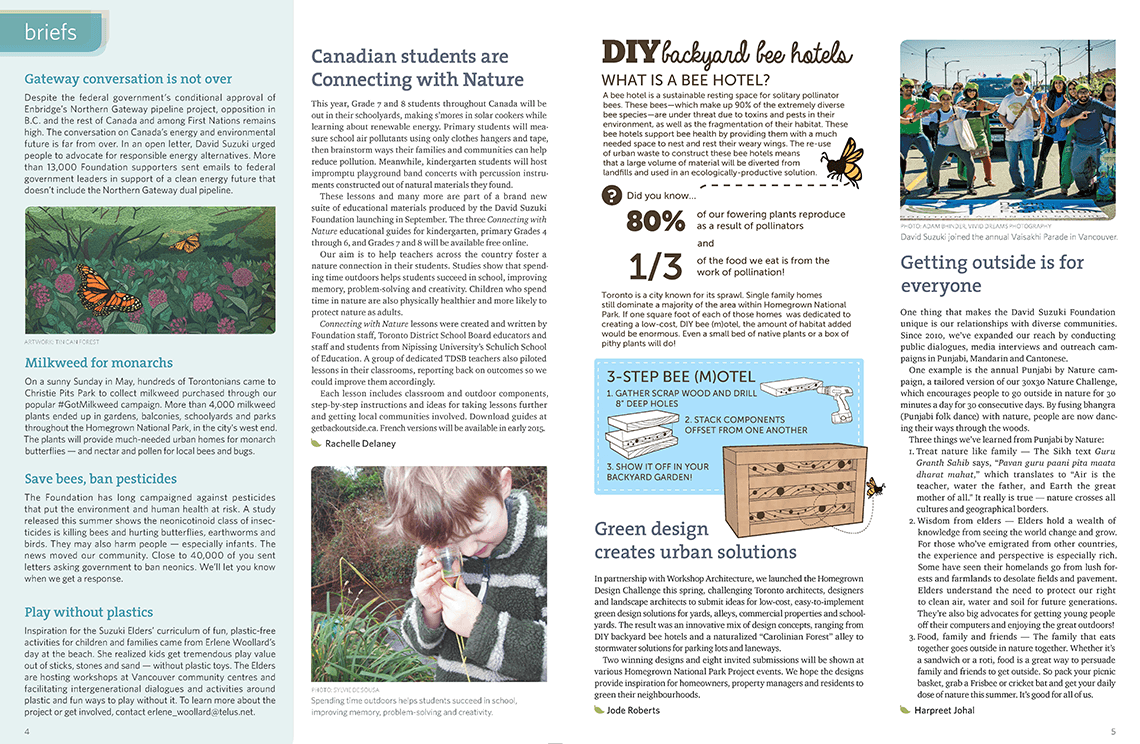 briefs
Gateway conversation is not over
Despite the federal government's conditional approval of
Enbridge's Northern Gateway pipeline project, opposition in
B.C. and the rest of Canada and among First Nations remains
high. The conversation on Canada's energy and environmental
future is far from over. In an open letter, David Suzuki urged
people to advocate for responsible energy alternatives. More
than 13,000 Foundation supporters sent emails to federal
government leaders in support of a clean energy future that
doesn't include the Northern Gateway dual pipeline.
ARTWORK: TIN CAN FOREST
Milkweed for monarchs
On a sunny Sunday in May, hundreds of Torontonians came to
Christie Pits Park to collect milkweed purchased through our
popular #GotMilkweed campaign. More than 4,000 milkweed
plants ended up in gardens, balconies, schoolyards and parks
throughout the Homegrown National Park, in the city's west end.
The plants will provide much-needed urban homes for monarch
butterflies — and nectar and pollen for local bees and bugs.
Save bees, ban pesticides
The Foundation has long campaigned against pesticides
that put the environment and human health at risk. A study
released this summer shows the neonicotinoid class of insec-
ticides is killing bees and hurting butterflies, earthworms and
birds. They may also harm people — especially infants. The
news moved our community. Close to 40,000 of you sent
letters asking government to ban neonics. We'll let you know
when we get a response.
Play without plastics
Inspiration for the Suzuki Elders' curriculum of fun, plastic-free
activities for children and families came from Erlene Woollard's
day at the beach. She realized kids get tremendous play value
out of sticks, stones and sand — without plastic toys. The Elders
are hosting workshops at Vancouver community centres and
facilitating intergenerational dialogues and activities around
plastic and fun ways to play without it. To learn more about the
project or get involved, contact erlene_woollard@telus.net.
4
Canadian students are
Connecting with Nature
This year, Grade 7 and 8 students throughout Canada will be
out in their schoolyards, making s'mores in solar cookers while
learning about renewable energy. Primary students will mea-
sure school air pollutants using only clothes hangers and tape,
then brainstorm ways their families and communities can help
reduce pollution. Meanwhile, kindergarten students will host
impromptu playground band concerts with percussion instru-
ments constructed out of natural materials they found.
These lessons and many more are part of a brand new
suite of educational materials produced by the David Suzuki
Foundation launching in September. The three Connecting with
Nature educational guides for kindergarten, primary Grades 4
through 6, and Grades 7 and 8 will be available free online.
Our aim is to help teachers across the country foster a
nature connection in their students. Studies show that spend-
ing time outdoors helps students succeed in school, improving
memory, problem-solving and creativity. Children who spend
time in nature are also physically healthier and more likely to
protect nature as adults.
Connecting with Nature lessons were created and written by
Foundation staff, Toronto District School Board educators and
staff and students from Nipissing University's Schulich School
of Education. A group of dedicated TDSB teachers also piloted
lessons in their classrooms, reporting back on outcomes so we
could improve them accordingly.
Each lesson includes classroom and outdoor components,
step-by-step instructions and ideas for making lessons further
and getting local communities involved. Download guides at
getbackoutside.ca. French versions will be available in early 2015.
Rachelle Delaney
PHOTO: SYLVIE DESOUSA
Spending time outdoors helps students succeed in school,
improving memory, problem-solving and creativity.
DIY backyard bee hotels
WHAT IS A BEE HOTEL?
A bee hotel is a sustainable resting space for solitary pollinator
bees. These bees—which make up 90% of the extremely diverse
bee species—are under threat due to toxins and pests in their
environment, as well as the fragmentation of their habitat. These
bee hotels support bee health by providing them with a much
needed space to nest and rest their weary wings. The re-use
of urban waste to construct these bee hotels means
that a large volume of material will be diverted from
landfills and used in an ecologically-productive solution.
? Did you know...
80% of our fowering plants reproduce
as a result of pollinators
and
1/3 of the food we eat is from the
work of pollination!
Toronto is a city known for its sprawl. Single family homes
still dominate a majority of the area within Homegrown National
Park. If one square foot of each of those homes was dedicated to
creating a low-cost, DIY bee (m)otel, the amount of habitat added
would be enormous. Even a small bed of native plants or a box of
pithy plants will do!
3-STEP BEE (M)OTEL
1. GATHER SCRAP WOOD AND DRILL
8" DEEP HOLES
2. STACK COMPONENTS
OFFSET FROM ONE ANOTHER
3. SHOW IT OFF IN YOUR
BACKYARD GARDEN!
Green design
creates urban solutions
In partnership with Workshop Architecture, we launched the Homegrown
Design Challenge this spring, challenging Toronto architects, designers
and landscape architects to submit ideas for low-cost, easy-to-implement
green design solutions for yards, alleys, commercial properties and school-
yards. The result was an innovative mix of design concepts, ranging from
DIY backyard bee hotels and a naturalized "Carolinian Forest" alley to
stormwater solutions for parking lots and laneways.
Two winning designs and eight invited submissions will be shown at
various Homegrown National Park Project events. We hope the designs
provide inspiration for homeowners, property managers and residents to
green their neighbourhoods.
Jode Roberts
PHOTO: ADAM BHINDER, VIVID DREAMS PHOTOGRAPHY
David Suzuki joined the annual Vaisakhi Parade in Vancouver.
Getting outside is for
everyone
One thing that makes the David Suzuki Foundation
unique is our relationships with diverse communities.
Since 2010, we've expanded our reach by conducting
public dialogues, media interviews and outreach cam-
paigns in Punjabi, Mandarin and Cantonese.
One example is the annual Punjabi by Nature cam-
paign, a tailored version of our 30x30 Nature Challenge,
which encourages people to go outside in nature for 30
minutes a day for 30 consecutive days. By fusing bhangra
(Punjabi folk dance) with nature, people are now danc-
ing their ways through the woods.
Three things we've learned from Punjabi by Nature:
1. Treat nature like family — The Sikh text Guru
Granth Sahib says, "Pavan guru paani pita maata
dharat mahat," which translates to "Air is the
teacher, water the father, and Earth the great
mother of all." It really is true — nature crosses all
cultures and geographical borders.
2. Wisdom from elders — Elders hold a wealth of
knowledge from seeing the world change and grow.
For those who've emigrated from other countries,
the experience and perspective is especially rich.
Some have seen their homelands go from lush for-
ests and farmlands to desolate fields and pavement.
Elders understand the need to protect our right
to clean air, water and soil for future generations.
They're also big advocates for getting young people
off their computers and enjoying the great outdoors!
3. Food, family and friends — The family that eats
together goes outside in nature together. Whether it's
a sandwich or a roti, food is a great way to persuade
family and friends to get outside. So pack your picnic
basket, grab a Frisbee or cricket bat and get your daily
dose of nature this summer. It's good for all of us.
Harpreet Johal
5